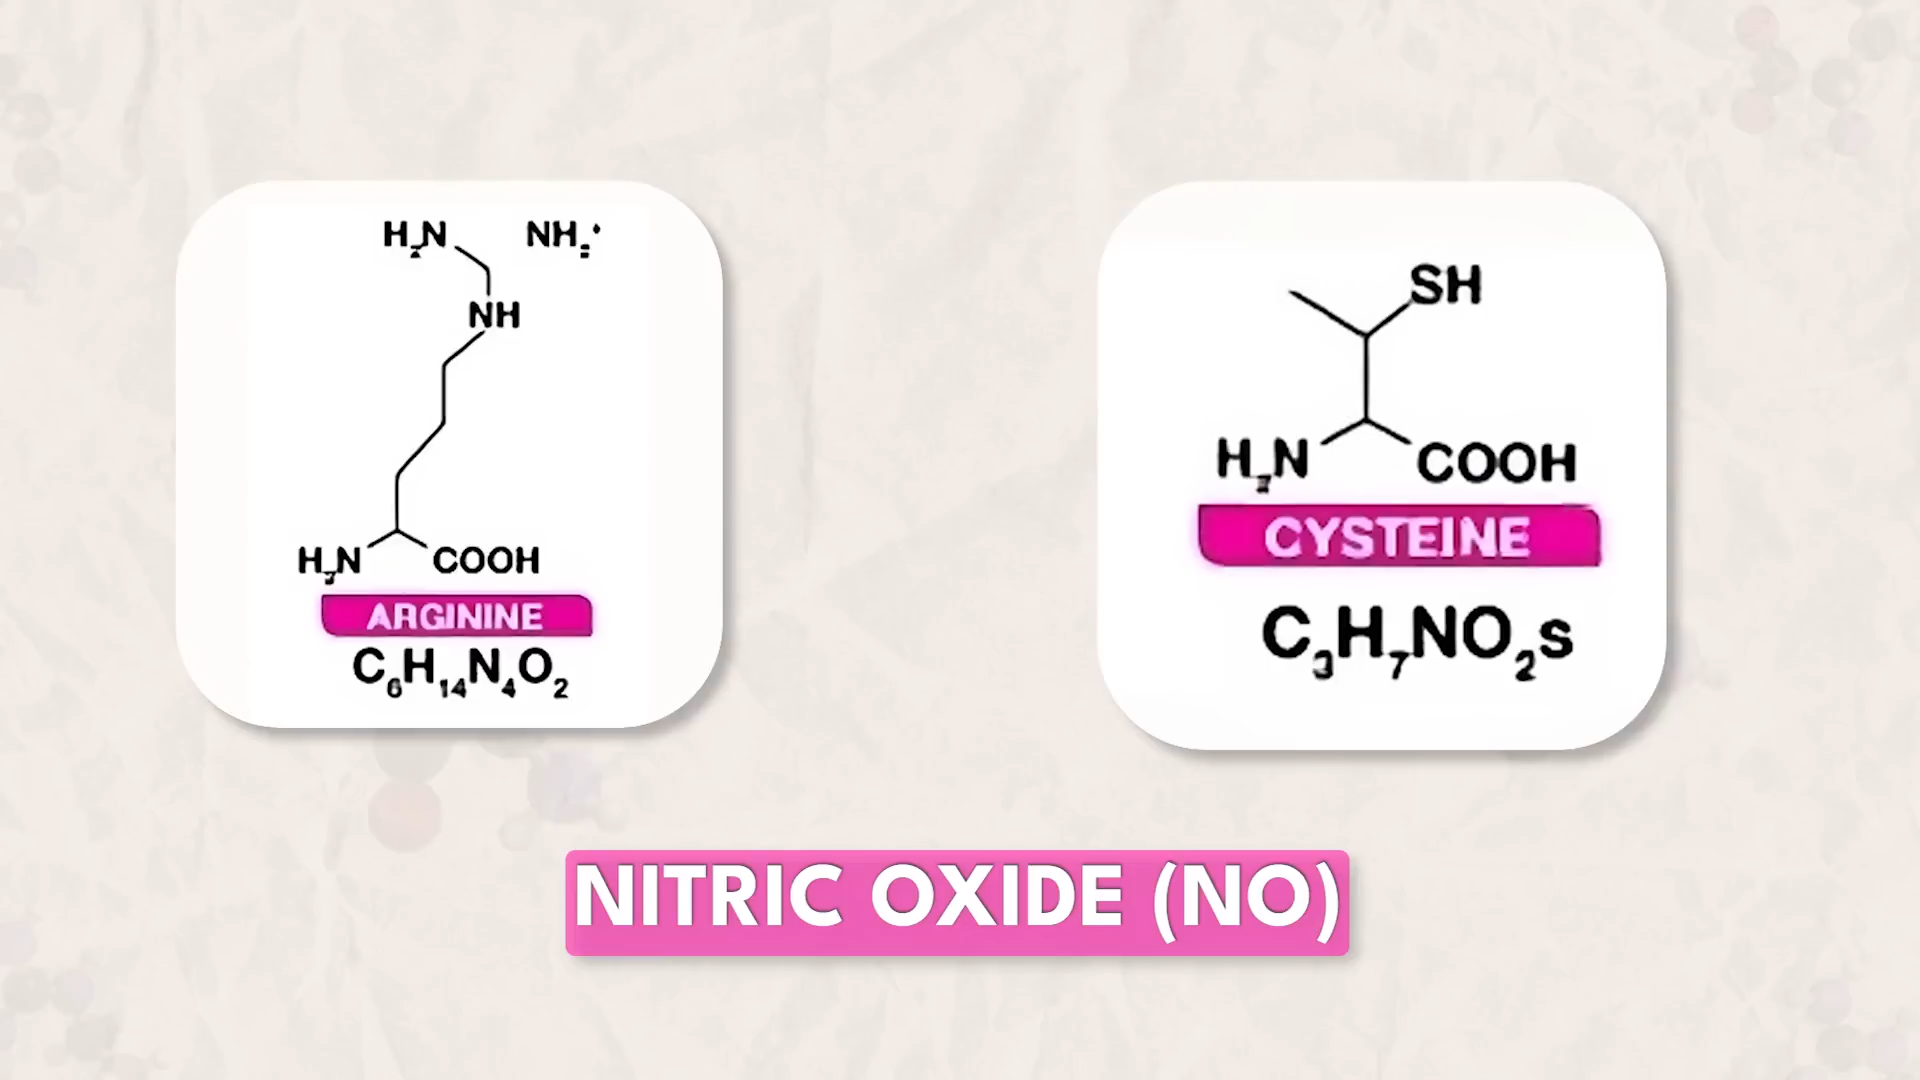 H₂N NH₂⁺
NH
H₂N COOH
ARGININE
C₆H₁₄N₄O₂
SH
H₂N COOH
CYSTEINE
C₃H₇NO₂s
NITRIC OXIDE (NO)